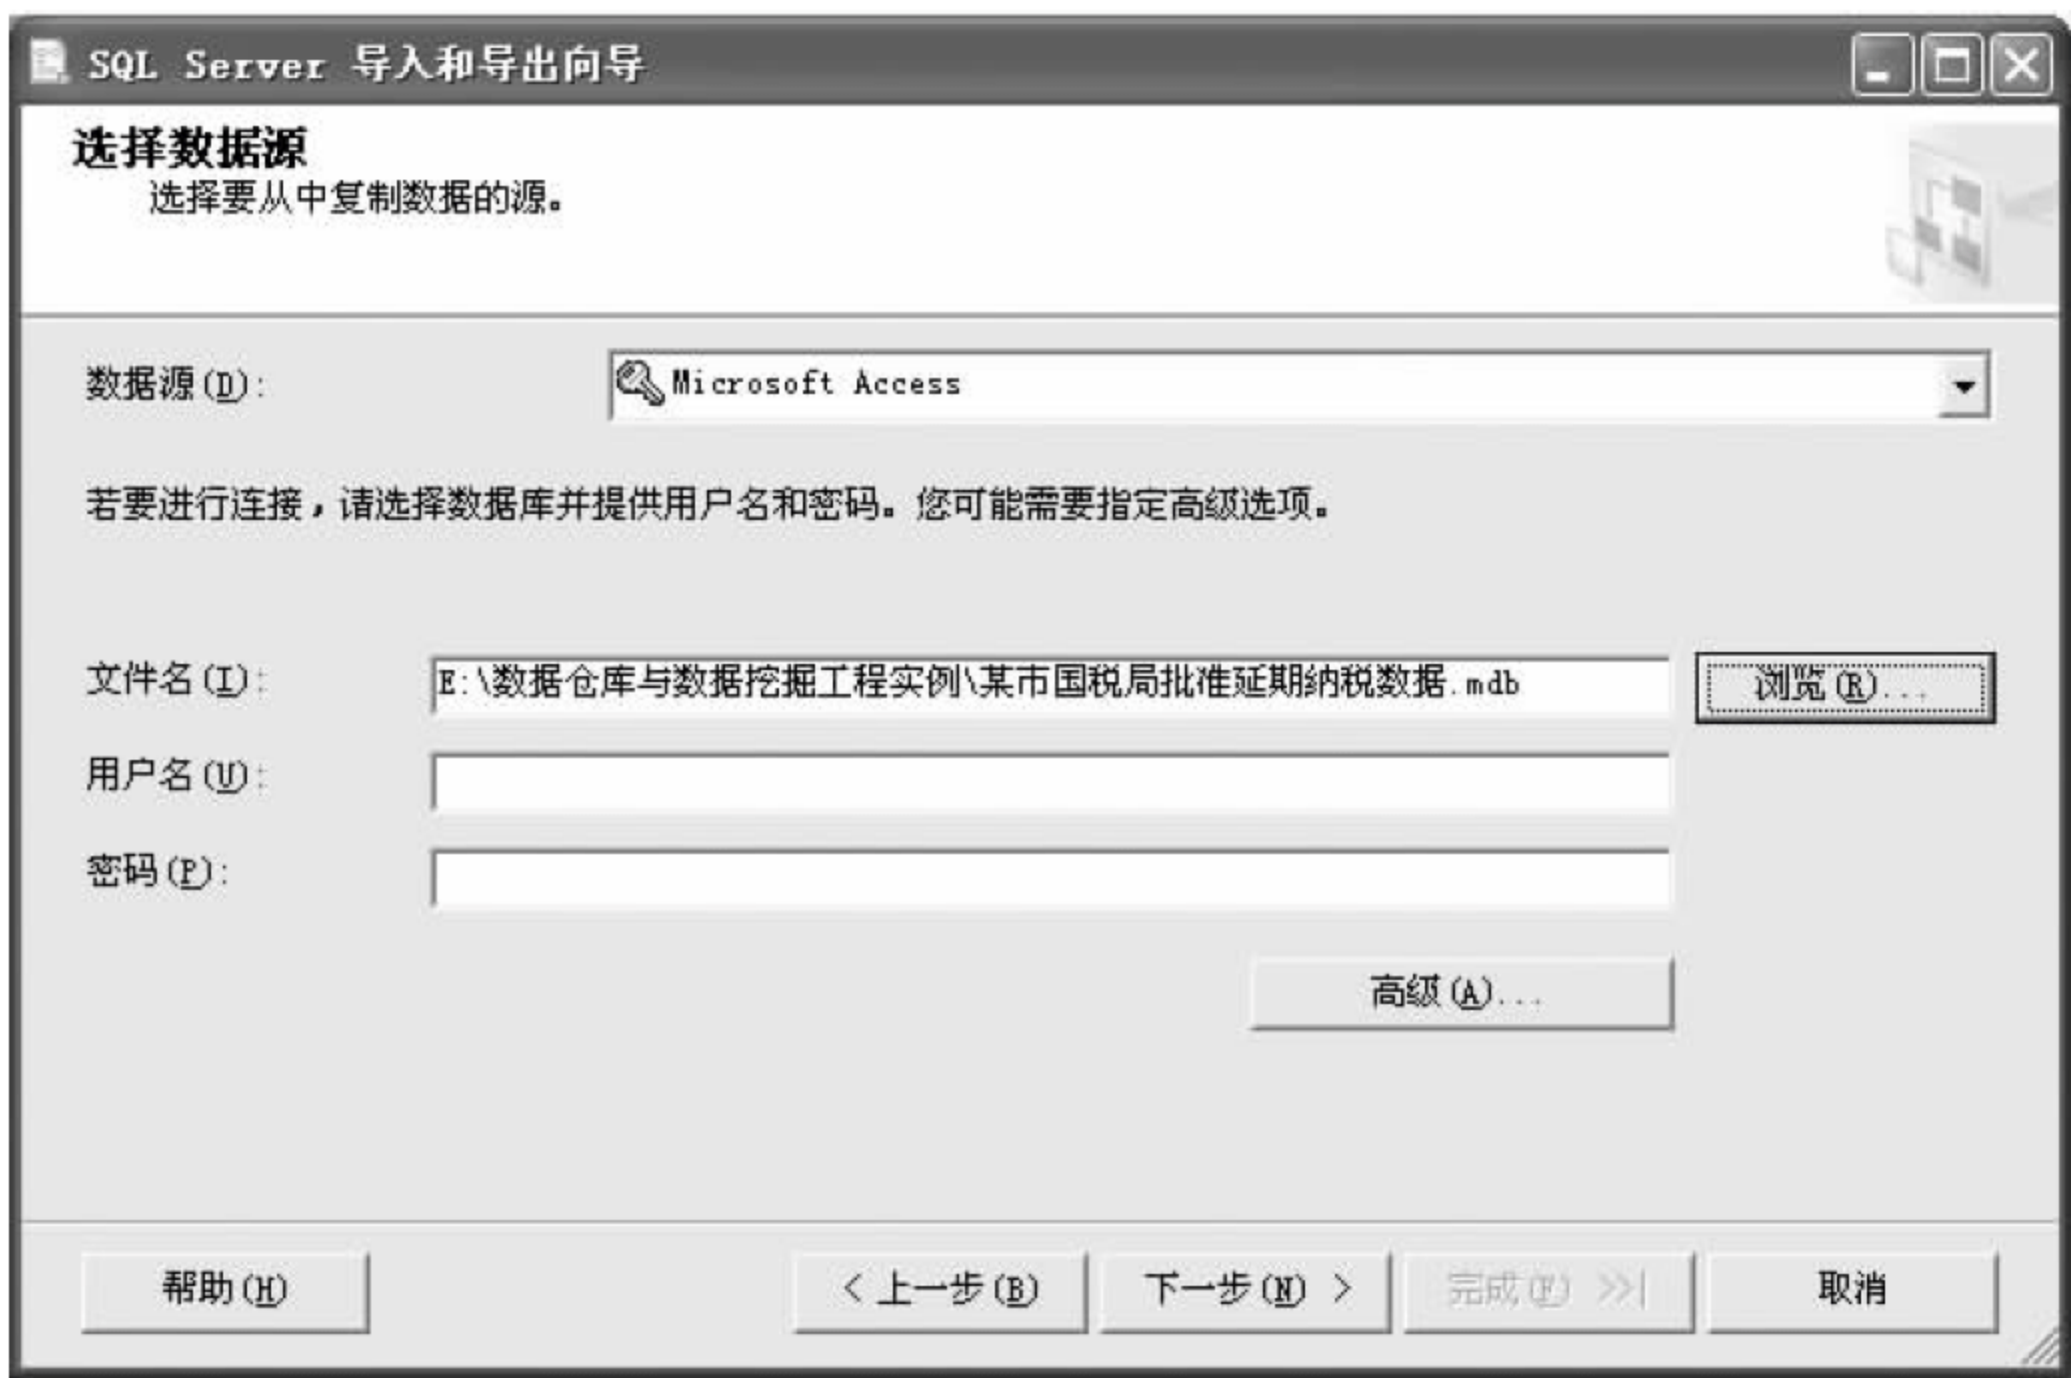 SQL Server 导入和导出向导
选择数据源
选择要从中复制数据的源。
数据源(D):
Microsoft Access
若要进行连接，请选择数据库并提供用户名和密码。您可能需要指定高级选项。
文件名(I):
E:\数据仓库与数据挖掘工程实例\某市国税局批准延期纳税数据.mdb
浏览(R)...
用户名(U):
密码(P):
高级(A)...
帮助(H)
< 上一步(B)
下一步(N) >
完成(F) >>|
取消